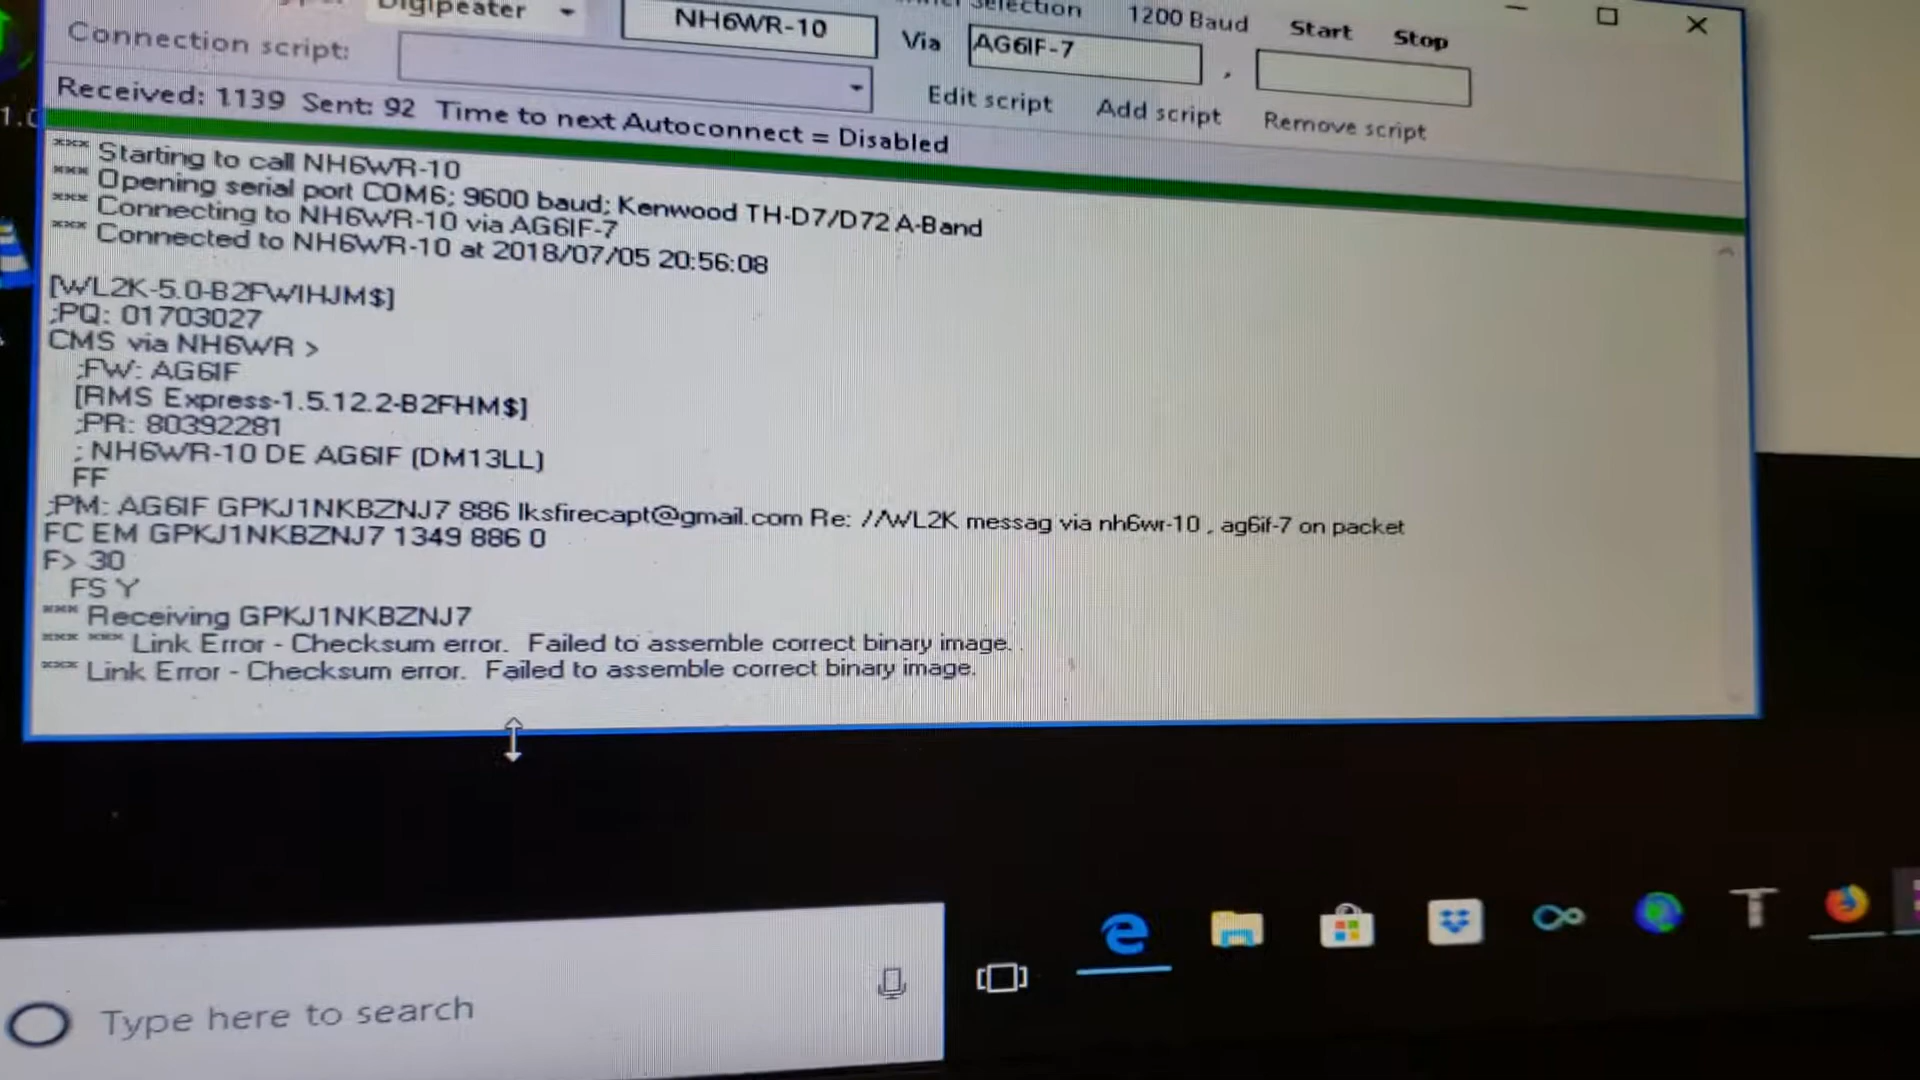 Digipeater NH6WR-10 Via AG6IF-7 , Selection 1200 Baud Start Stop
Connection script: Edit script Add script Remove script
Received: 1139 Sent: 92 Time to next Autoconnect = Disabled
*** Starting to call NH6WR-10
*** Opening serial port COM6; 9600 baud; Kenwood TH-D7/D72 A-Band
*** Connecting to NH6WR-10 via AG6IF-7
*** Connected to NH6WR-10 at 2018/07/05 20:56:08
[WL2K-5.0-B2FWIHJM$]
;PQ: 01703027
CMS via NH6WR >
;FW: AG6IF
[RMS Express-1.5.12.2-B2FHM$]
;PR: 80392281
; NH6WR-10 DE AG6IF (DM13LL)
FF
;PM: AG6IF GPKJ1NKBZNJ7 886 lksfirecapt@gmail.com Re: //WL2K messag via nh6wr-10 , ag6if-7 on packet
FC EM GPKJ1NKBZNJ7 1349 886 0
F> 30
FS Y
*** Receiving GPKJ1NKBZNJ7
*** *** Link Error - Checksum error. Failed to assemble correct binary image.
*** Link Error - Checksum error. Failed to assemble correct binary image.
Type here to search